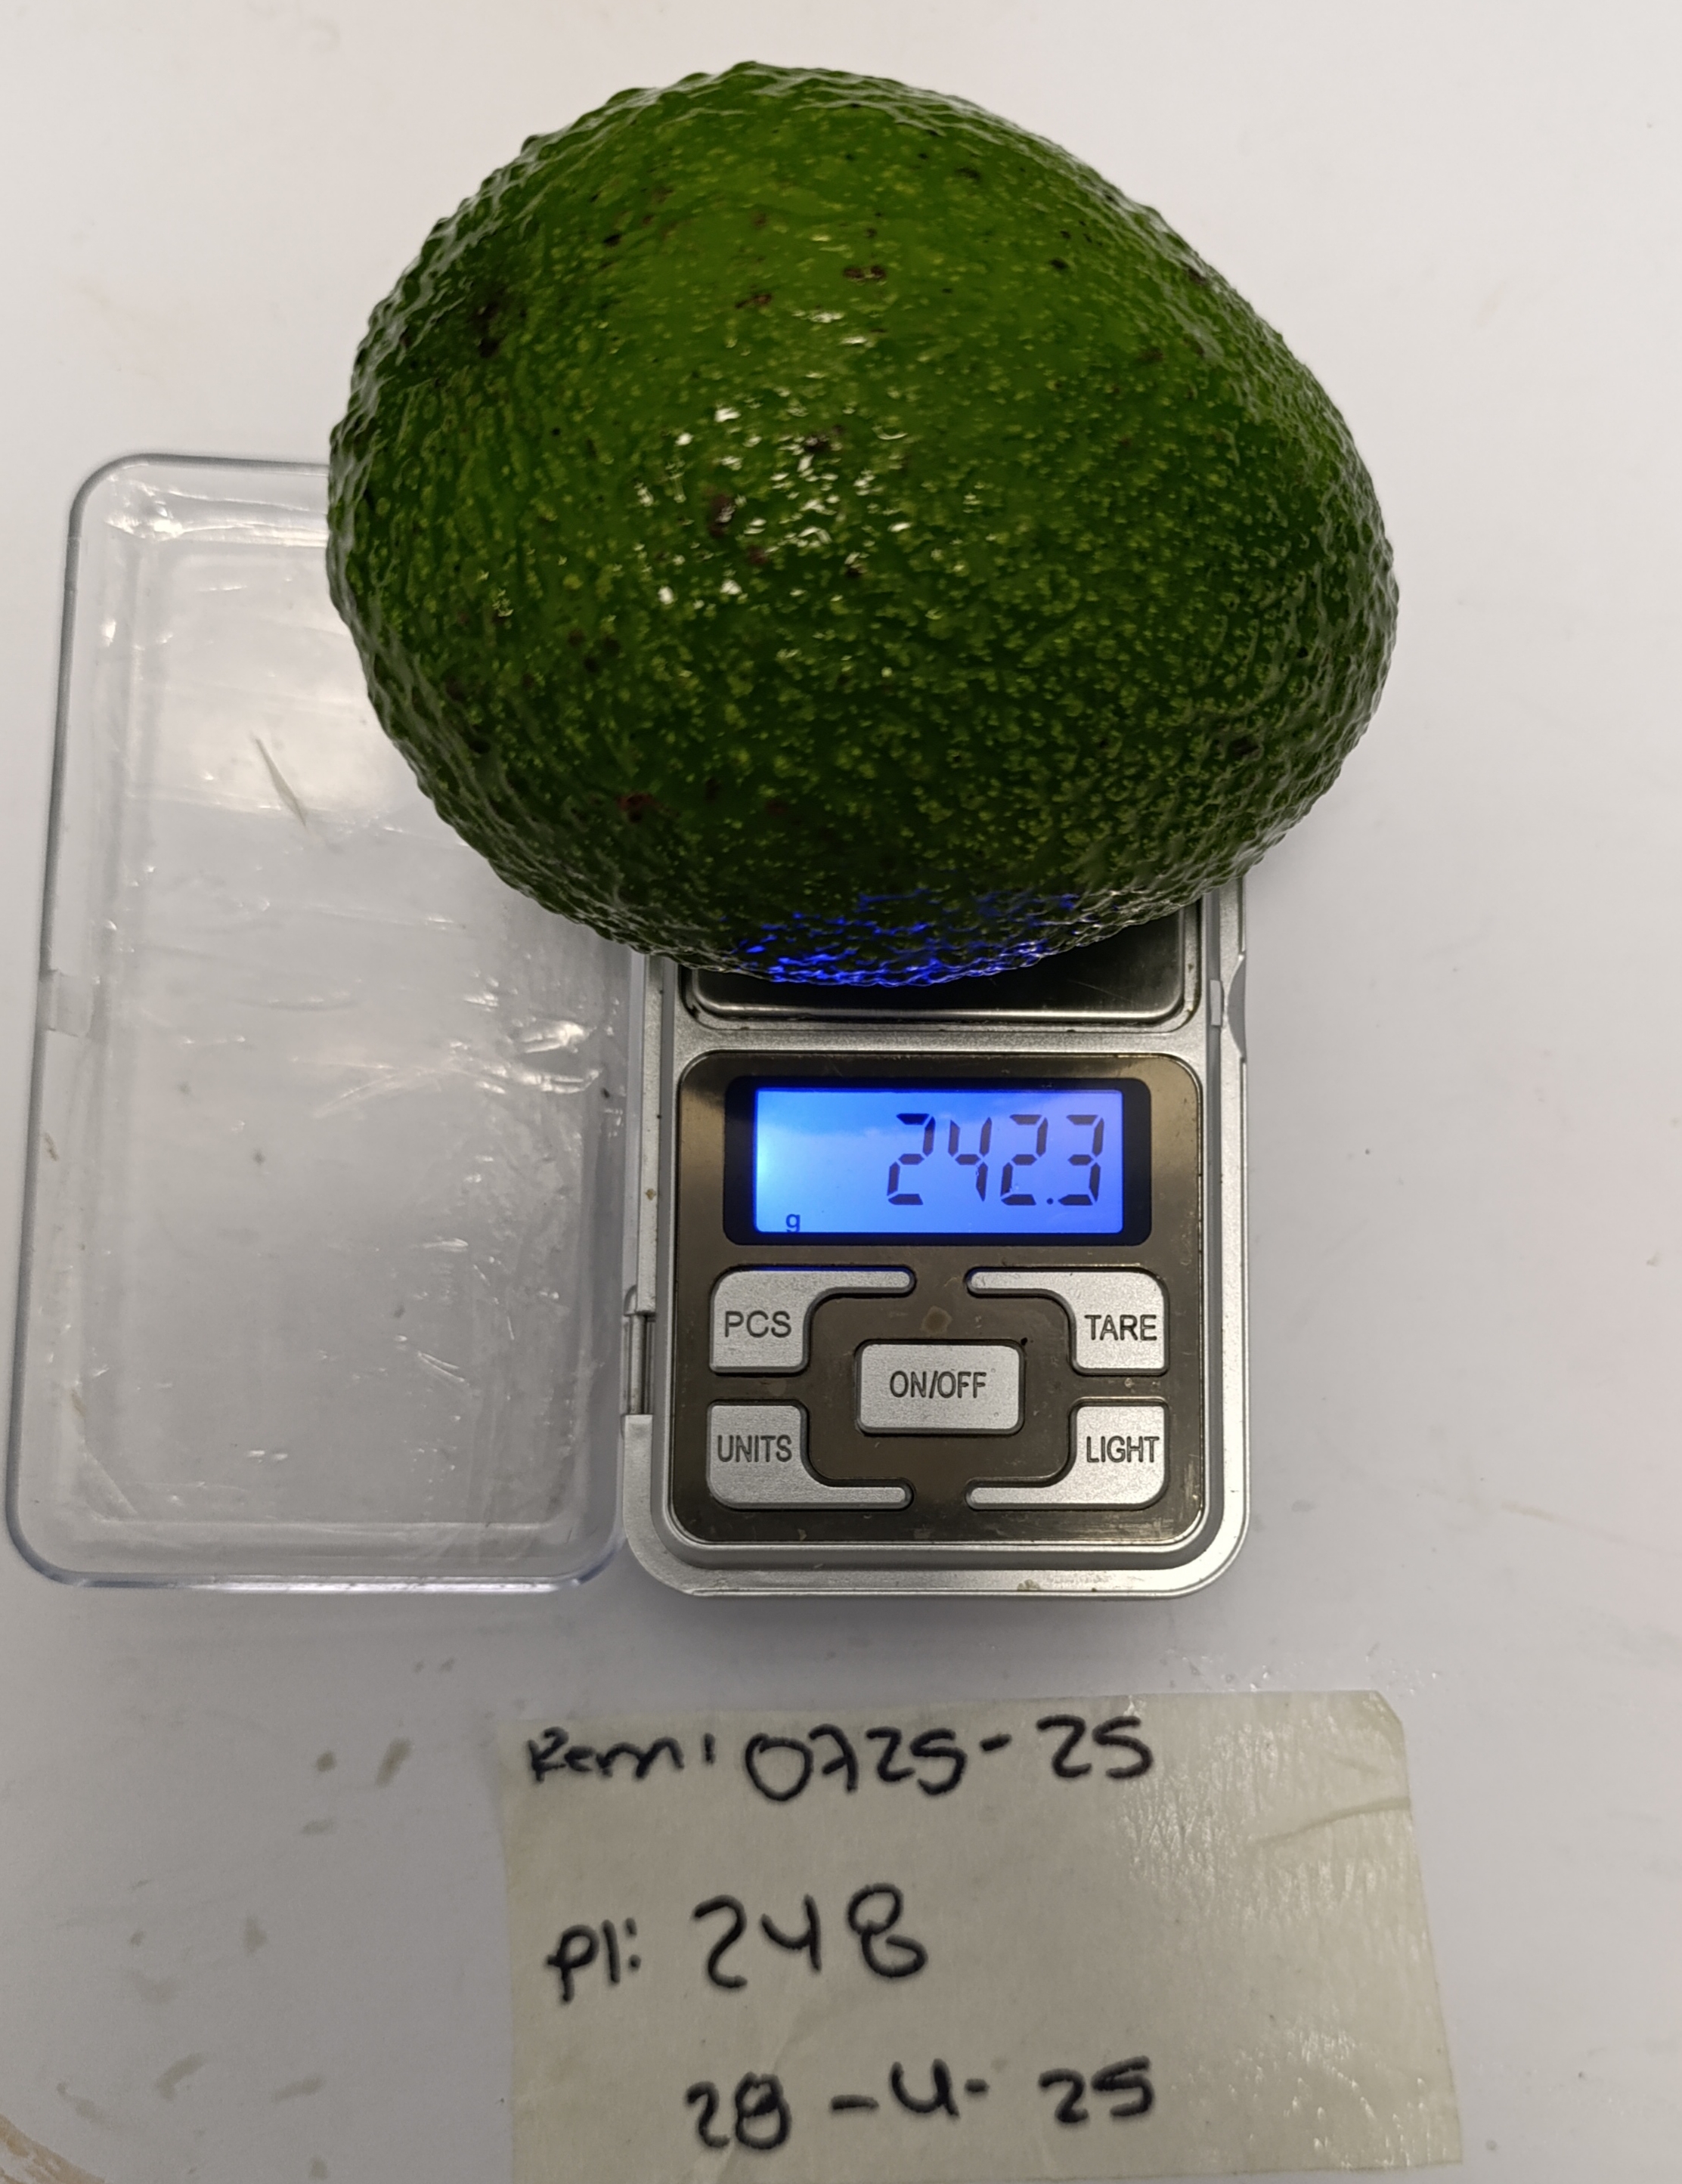 242.3
g
PCS
TARE
ON/OFF
UNITS
LIGHT
Rem: 0725-25
Pl: 248
28-4-25